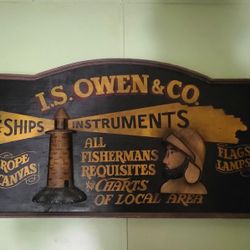 I.S. OWEN & CO.
SHIPS INSTRUMENTS
ROPE
CANVAS
ALL
FISHERMANS
REQUISITES
CHARTS
OF LOCAL AREA
FLAGS
LAMPS